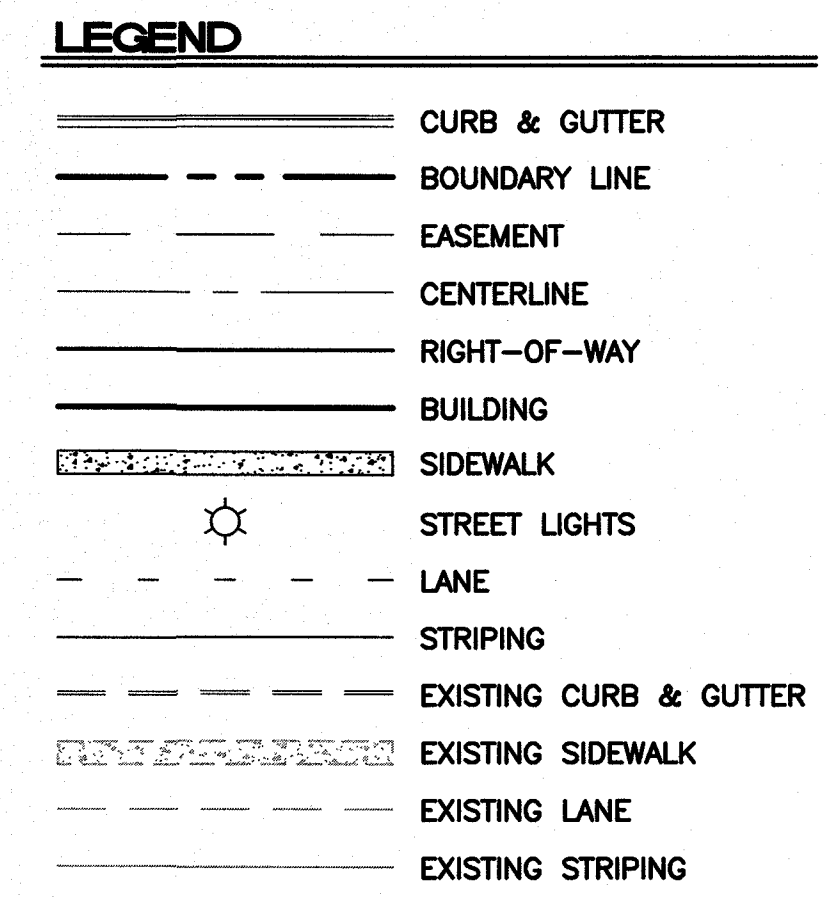 LEGEND
CURB & GUTTER
BOUNDARY LINE
EASEMENT
CENTERLINE
RIGHT-OF-WAY
BUILDING
SIDEWALK
STREET LIGHTS
LANE
STRIPING
EXISTING CURB & GUTTER
EXISTING SIDEWALK
EXISTING LANE
EXISTING STRIPING